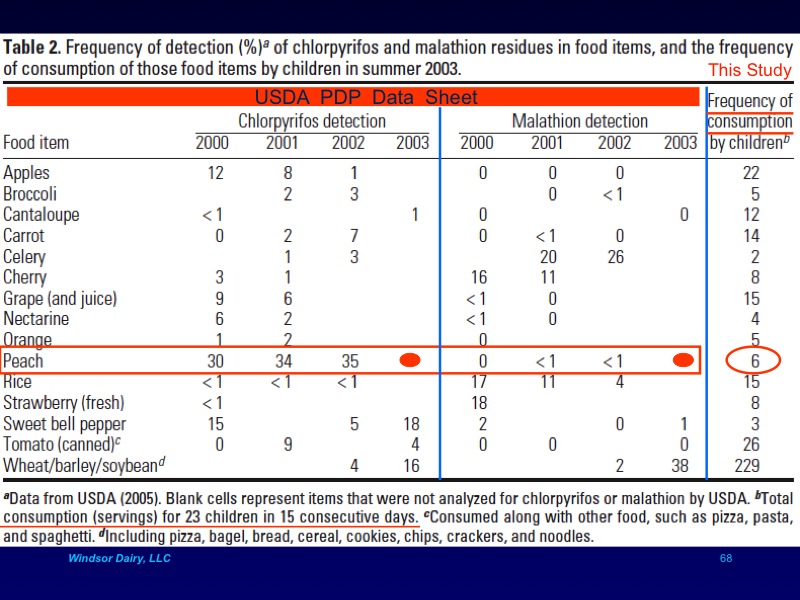 Table 2. Frequency of detection (%)a of chlorpyrifos and malathion residues in food items, and the frequency
of consumption of those food items by children in summer 2003.
This Study
USDA PDP Data Sheet
Frequency of
Chlorpyrifos detection Malathion detection consumption
Food item 2000 2001 2002 2003 2000 2001 2002 2003 by childrenb
Apples 12 8 1 0 0 0 22
Broccoli 2 3 0 < 1 5
Cantaloupe < 1 1 0 0 12
Carrot 0 2 7 0 < 1 0 14
Celery 1 3 20 26 2
Cherry 3 1 16 11 8
Grape (and juice) 9 6 < 1 0 15
Nectarine 6 2 < 1 0 4
Orange 1 2 0 5
Peach 30 34 35 0 < 1 < 1 6
Rice < 1 < 1 < 1 17 11 4 15
Strawberry (fresh) < 1 18 8
Sweet bell pepper 15 5 18 2 0 1 3
Tomato (canned)c 0 9 4 0 0 0 26
Wheat/barley/soybeand 4 16 2 38 229
aData from USDA (2005). Blank cells represent items that were not analyzed for chlorpyrifos or malathion by USDA. bTotal
consumption (servings) for 23 children in 15 consecutive days. cConsumed along with other food, such as pizza, pasta,
and spaghetti. dIncluding pizza, bagel, bread, cereal, cookies, chips, crackers, and noodles.
Windsor Dairy, LLC 68